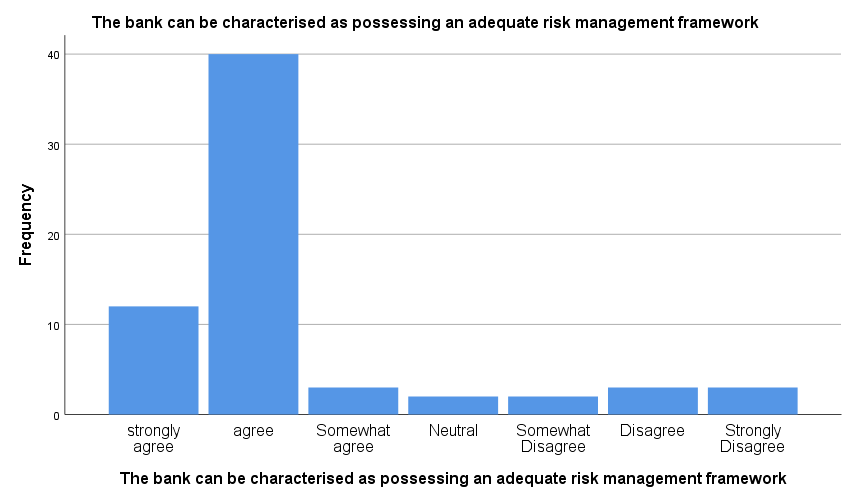 The bank can be characterised as possessing an adequate risk management framework
40
30
20
10
0
Frequency
strongly
agree
agree
Somewhat
agree
Neutral
Somewhat
Disagree
Disagree
Strongly
Disagree
The bank can be characterised as possessing an adequate risk management framework